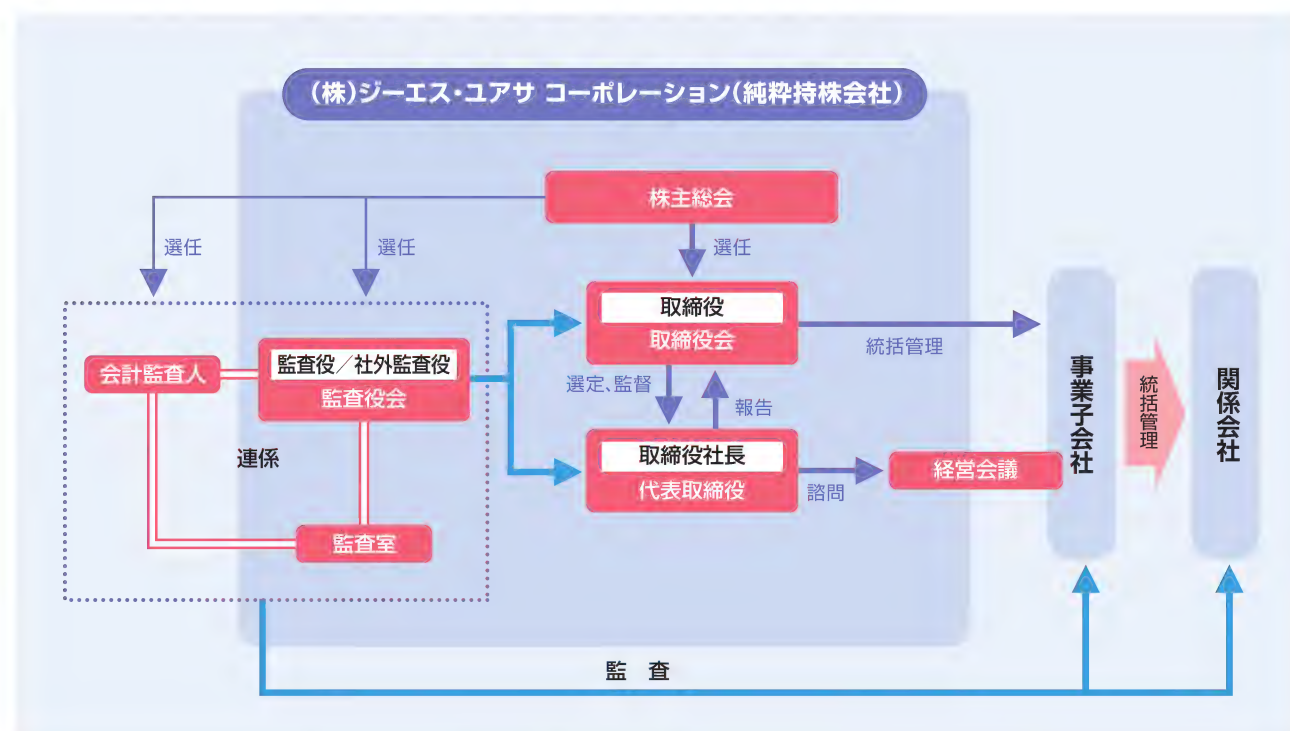 (株)ジーエス・ユアサ コーポレーション(純粋持株会社)
株主総会
選任
選任
選任
取締役
取締役会
統括管理
会計監査人
監査役/社外監査役
監査役会
選定、監督
報告
連係
取締役社長
代表取締役
諮問
経営会議
監査室
事業子会社
統括管理
関係会社
監 査